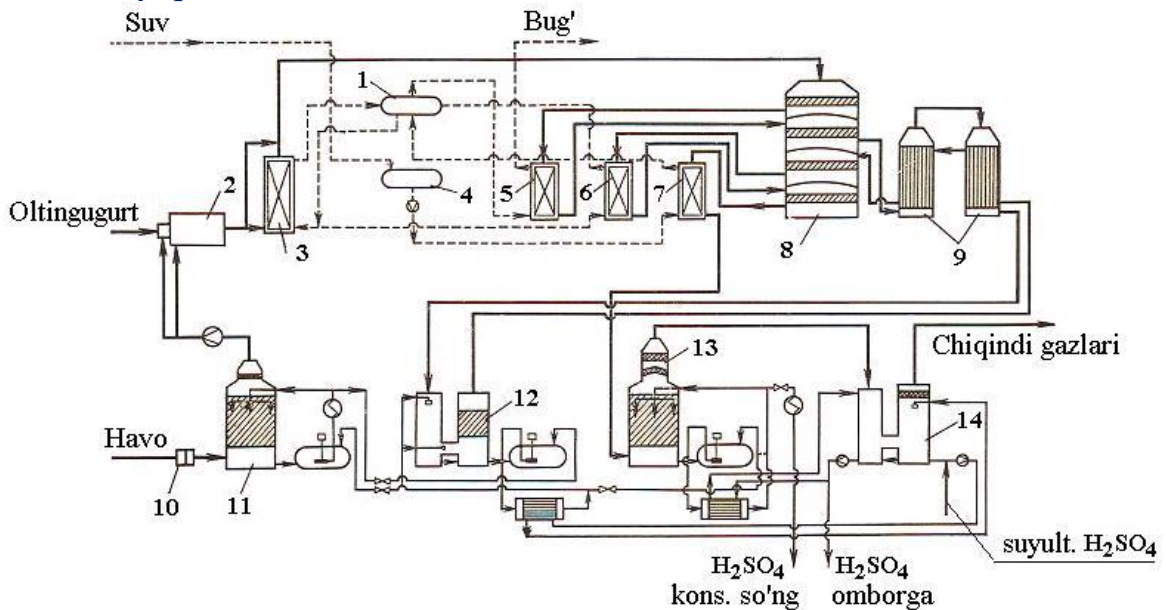 Suv
Bug'
1
2
3
4
5
6
7
8
9
Oltingugurt
Chiqindi gazlari
13
12
14
Havo
10
11
suyult. H₂SO₄
H₂SO₄
kons. so'ng
H₂SO₄
omborga